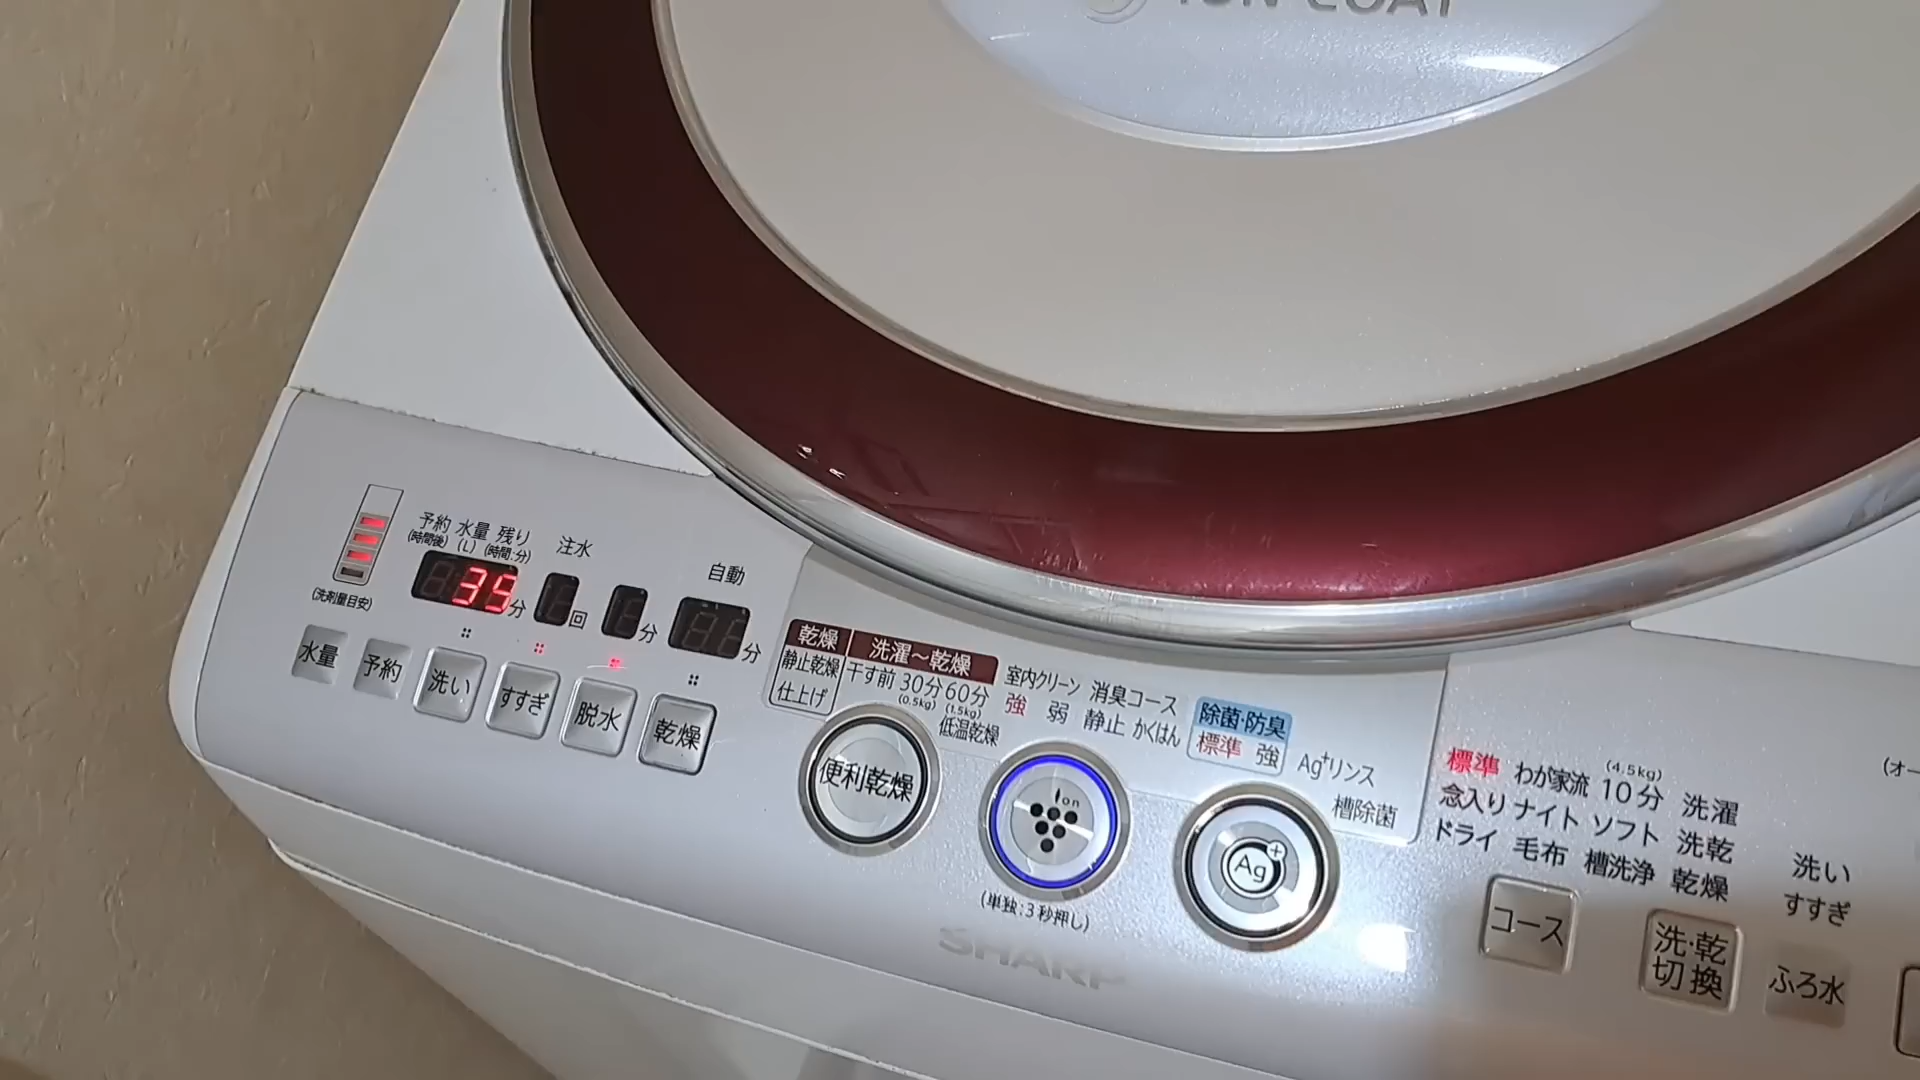 ION COAT
予約 水量 残り
(時間後) (L) (時間:分)
注水
自動
35分
回
分
分
(洗剤量目安)
水量
予約
洗い
すすぎ
脱水
乾燥
乾燥
静止乾燥
仕上げ
洗濯～乾燥
干す前 30分 60分
(0.5kg) (1.5kg)
低温乾燥
室内クリーン
強 弱
消臭コース
静止 かくはん
除菌・防臭
標準 強
Ag+リンス
槽除菌
便利乾燥
Ion
(単独:3秒押し)
Ag+
SHARP
(4.5kg)
標準 わが家流 10分 洗濯
念入り ナイト ソフト 洗乾
ドライ 毛布 槽洗浄 乾燥
コース
洗・乾
切換
洗い
すすぎ
ふろ水